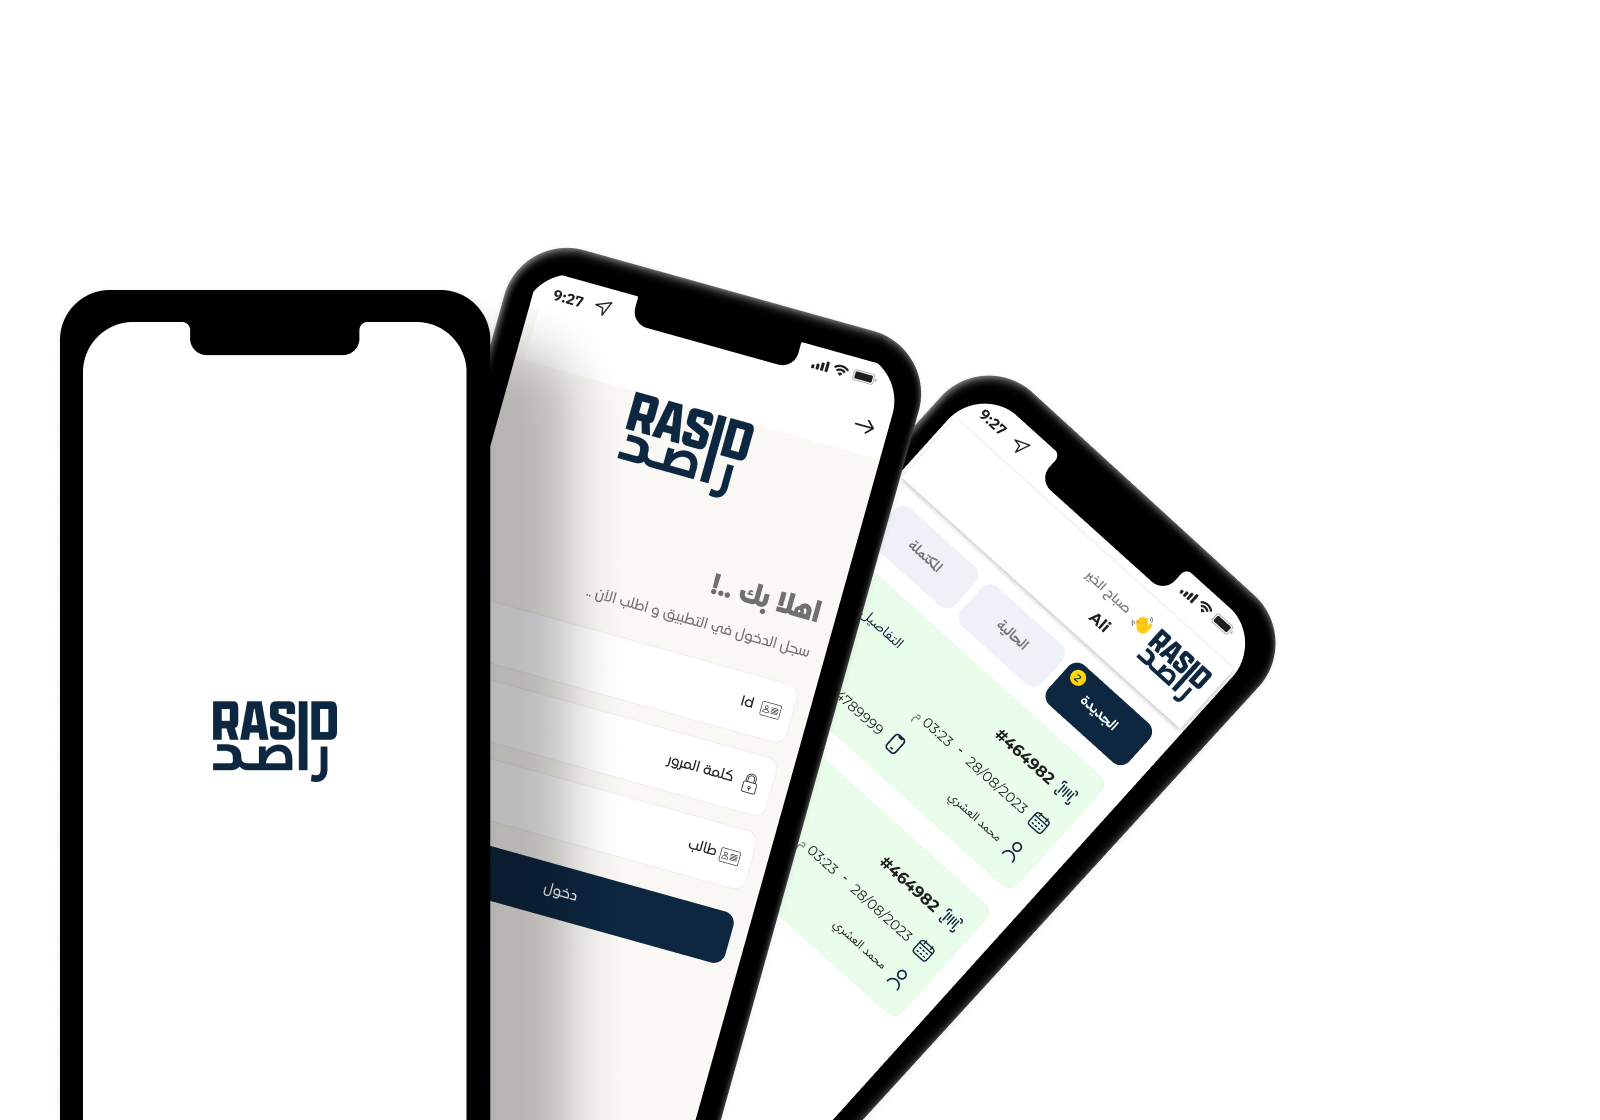 RASID
راصد
9:27
RASID
راصد
اهلا بك ..!
سجل الدخول في التطبيق و اطلب الآن ..
Id
كلمة المرور
طالب
دخول
9:27
صباح الخير
Ali
RASID
راصد
الجديدة
2
الحالية
المكتملة
#464982
التفاصيل
28/08/2023 - 03:23 م
محمد العشري
4789999
#464982
28/08/2023 - 03:23 م
محمد العشري